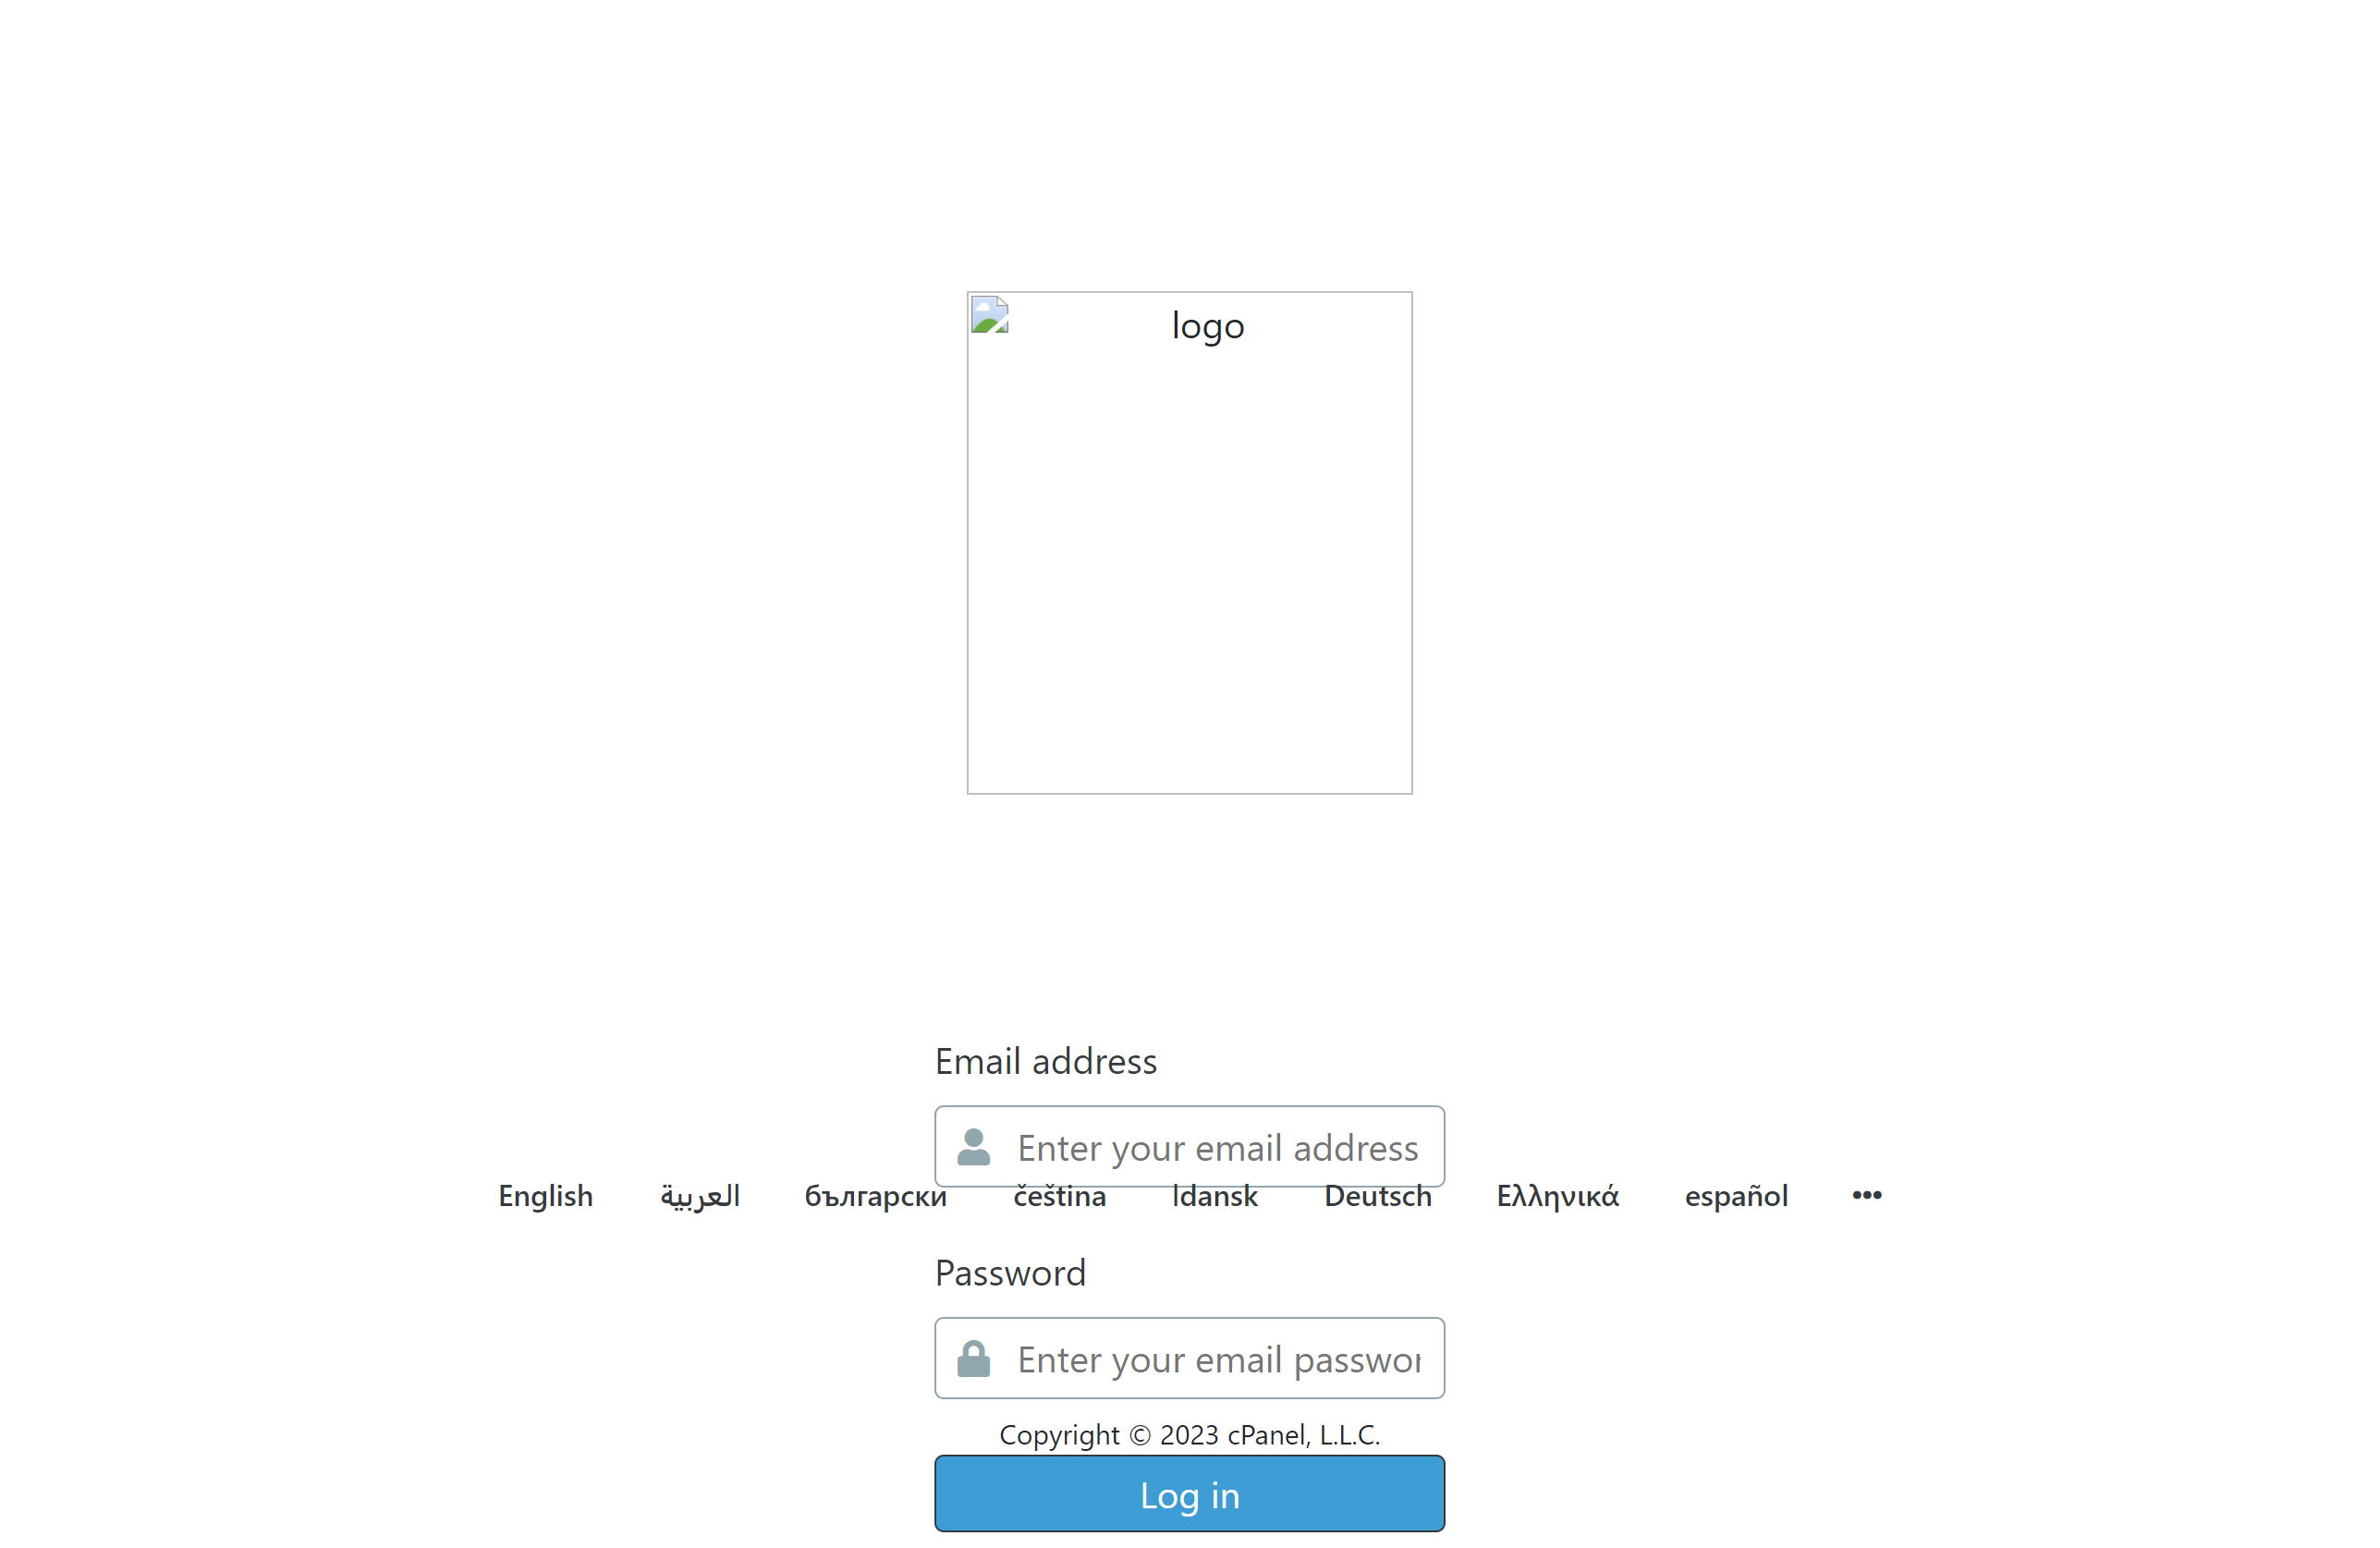 logo
Email address
Enter your email address
English العربية български čeština ldansk Deutsch Ελληνικά español •••
Password
Enter your email passwor
Copyright © 2023 cPanel, L.L.C.
Log in